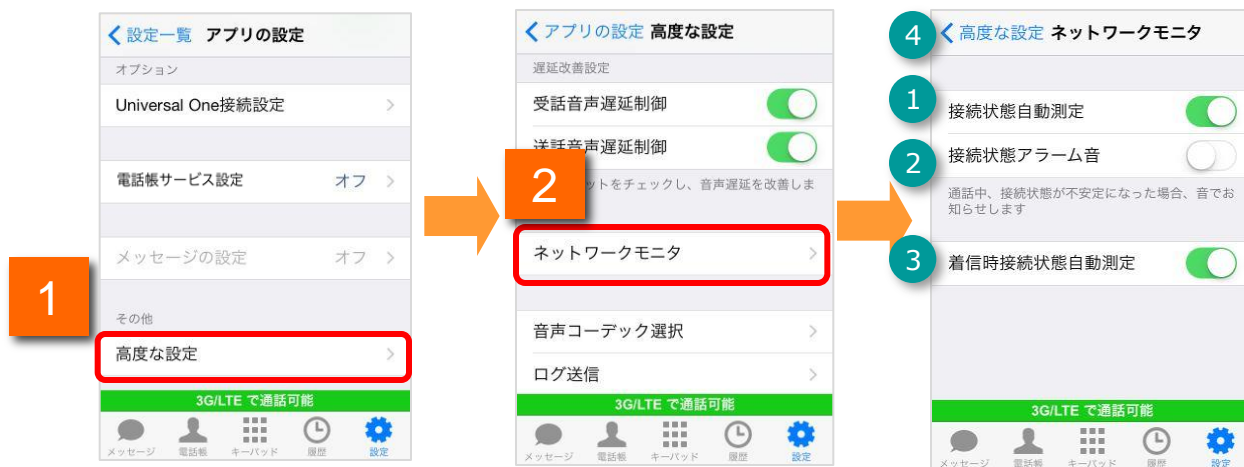 設定一覧 アプリの設定
オプション
Universal One接続設定
電話帳サービス設定 オフ
メッセージの設定 オフ
1
その他
高度な設定
3G/LTE で通話可能
メッセージ 電話帳 キーパッド 履歴 設定
アプリの設定 高度な設定
遅延改善設定
受話音声遅延制御
送話音声遅延制御
2
ットをチェックし、音声遅延を改善しま
ネットワークモニタ
音声コーデック選択
ログ送信
3G/LTE で通話可能
メッセージ 電話帳 キーパッド 履歴 設定
4 高度な設定 ネットワークモニタ
1 接続状態自動測定
2 接続状態アラーム音
通話中、接続状態が不安定になった場合、音でお
知らせします
3 着信時接続状態自動測定
3G/LTE で通話可能
メッセージ 電話帳 キーパッド 履歴 設定